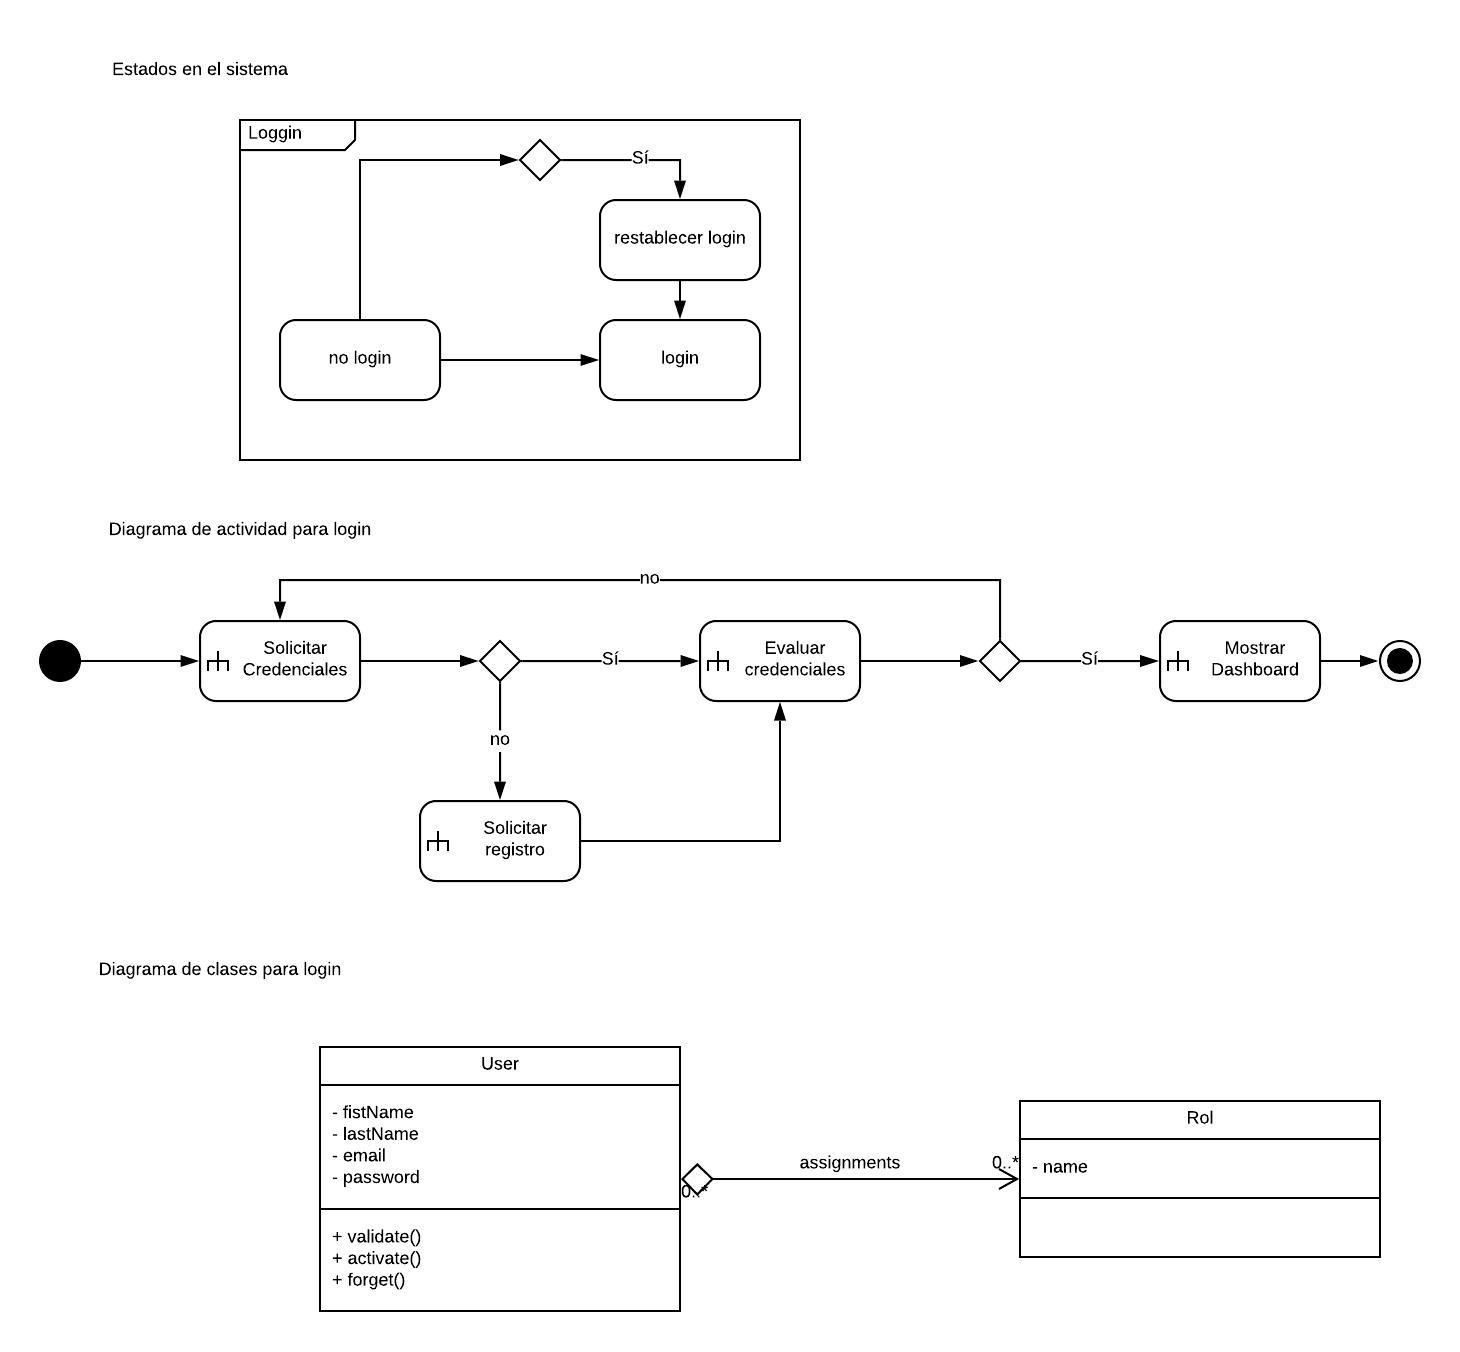 Estados en el sistema
Loggin
Sí
restablecer login
no login
login
Diagrama de actividad para login
no
Solicitar
Credenciales
Sí
Evaluar
credenciales
Sí
Mostrar
Dashboard
no
Solicitar
registro
Diagrama de clases para login
User
- fistName
- lastName
- email
- password
+ validate()
+ activate()
+ forget()
0..*
assignments
0..*
Rol
- name